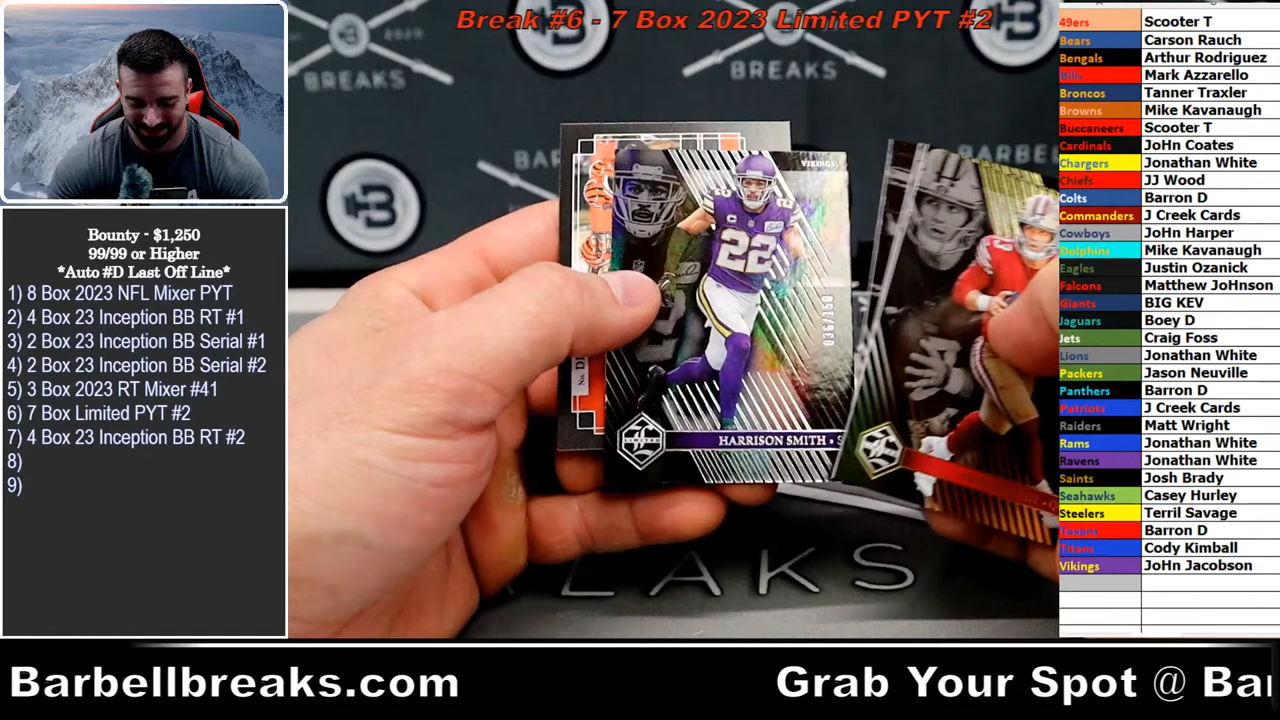 Break #6 - 7 Box 2023 Limited PYT #2
Bounty - $1,250
99/99 or Higher
*Auto #D Last Off Line*
1) 8 Box 2023 NFL Mixer PYT
2) 4 Box 23 Inception BB RT #1
3) 2 Box 23 Inception BB Serial #1
4) 2 Box 23 Inception BB Serial #2
5) 3 Box 2023 RT Mixer #41
6) 7 Box Limited PYT #2
7) 4 Box 23 Inception BB RT #2
8)
9)
BREAKS
BREAKS
VIKINGS
22
036/150
LIMITED
HARRISON SMITH • S
No. D
BAR
BARBE
EAKS
49ers Scooter T
Bears Carson Rauch
Bengals Arthur Rodriguez
Bills Mark Azzarello
Broncos Tanner Traxler
Browns Mike Kavanaugh
Buccaneers Scooter T
Cardinals JoHn Coates
Chargers Jonathan White
Chiefs JJ Wood
Colts Barron D
Commanders J Creek Cards
Cowboys JoHn Harper
Dolphins Mike Kavanaugh
Eagles Justin Ozanick
Falcons Matthew JoHnson
Giants BIG KEV
Jaguars Boey D
Jets Craig Foss
Lions Jonathan White
Packers Jason Neuville
Panthers Barron D
Patriots J Creek Cards
Raiders Matt Wright
Rams Jonathan White
Ravens Jonathan White
Saints Josh Brady
Seahawks Casey Hurley
Steelers Terril Savage
Texans Barron D
Titans Cody Kimball
Vikings JoHn Jacobson
Barbellbreaks.com
Grab Your Spot @ Bar